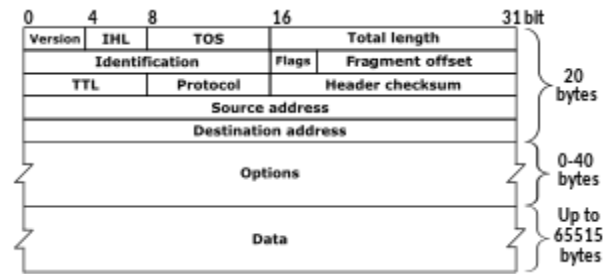 0 4 8 16 31 bit
Version IHL TOS Total length
Identification Flags Fragment offset
TTL Protocol Header checksum
20
bytes
Source address
Destination address
Options
0-40
bytes
Data
Up to
65515
bytes